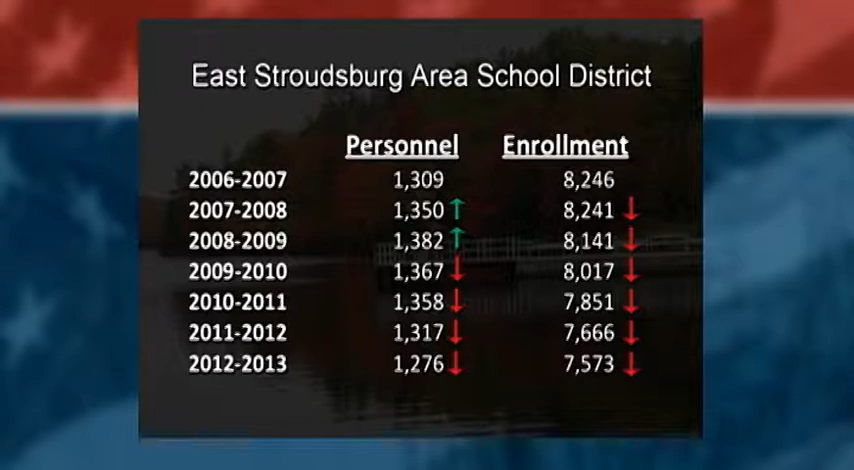 East Stroudsburg Area School District
Personnel Enrollment
2006-2007 1,309 8,246
2007-2008 1,350 ↑ 8,241 ↓
2008-2009 1,382 ↑ 8,141 ↓
2009-2010 1,367 ↓ 8,017 ↓
2010-2011 1,358 ↓ 7,851 ↓
2011-2012 1,317 ↓ 7,666 ↓
2012-2013 1,276 ↓ 7,573 ↓